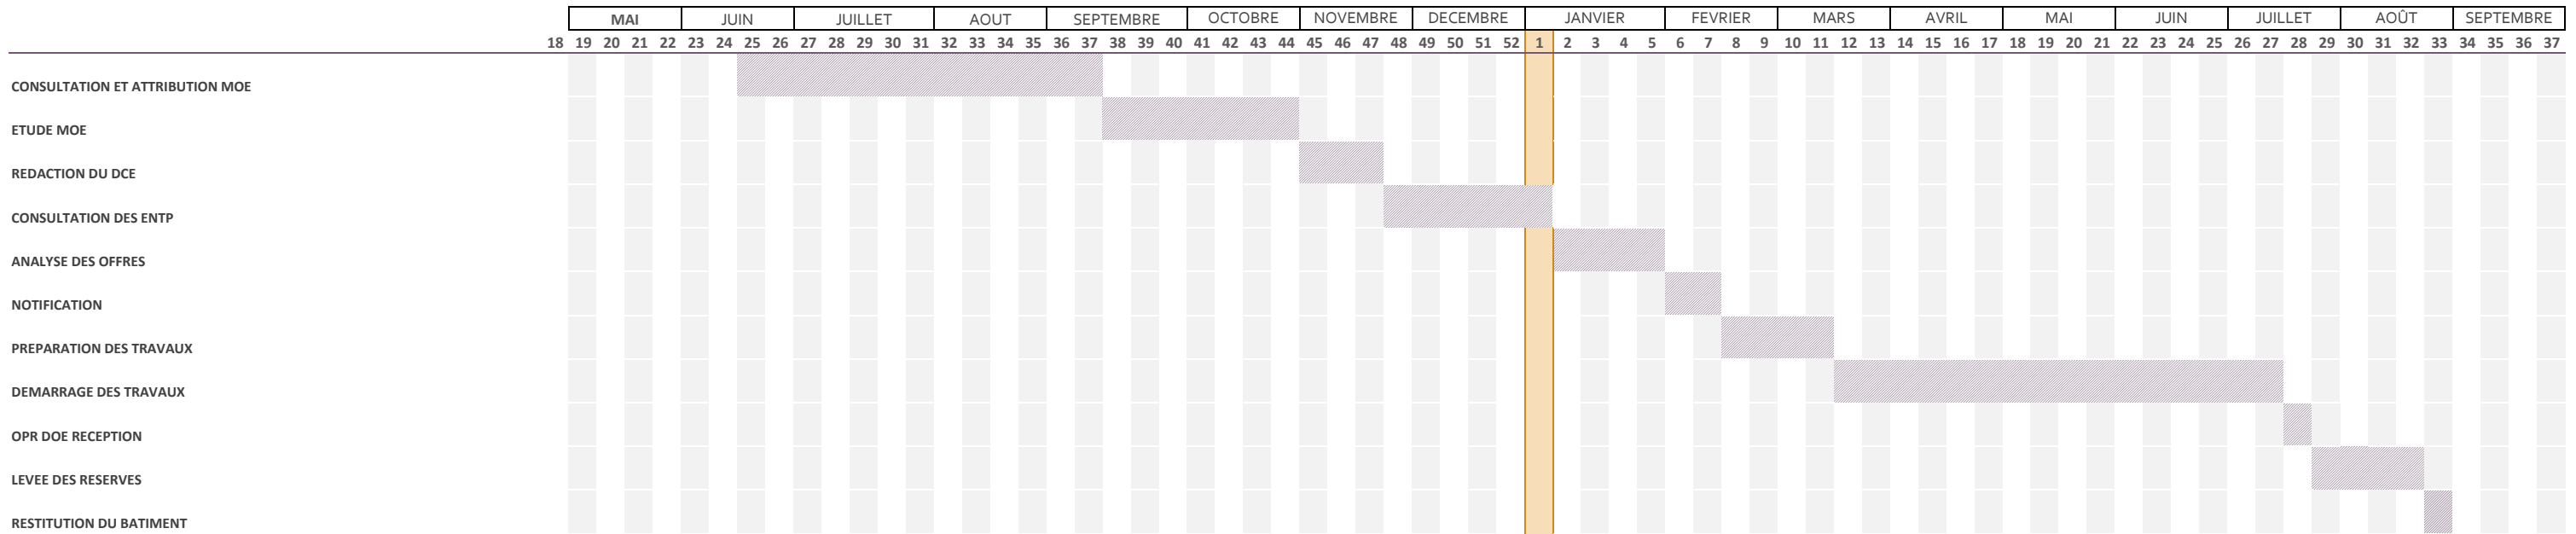 MAI JUIN JUILLET AOUT SEPTEMBRE OCTOBRE NOVEMBRE DECEMBRE JANVIER FEVRIER MARS AVRIL MAI JUIN JUILLET AOÛT SEPTEMBRE
18 19 20 21 22 23 24 25 26 27 28 29 30 31 32 33 34 35 36 37 38 39 40 41 42 43 44 45 46 47 48 49 50 51 52 1 2 3 4 5 6 7 8 9 10 11 12 13 14 15 16 17 18 19 20 21 22 23 24 25 26 27 28 29 30 31 32 33 34 35 36 37
CONSULTATION ET ATTRIBUTION MOE
ETUDE MOE
REDACTION DU DCE
CONSULTATION DES ENTP
ANALYSE DES OFFRES
NOTIFICATION
PREPARATION DES TRAVAUX
DEMARRAGE DES TRAVAUX
OPR DOE RECEPTION
LEVEE DES RESERVES
RESTITUTION DU BATIMENT